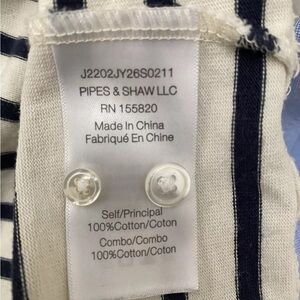 J2202JY26S0211
PIPES & SHAW LLC
RN 155820
Made In China
Fabriqué En Chine
Self/Principal
100%Cotton/Coton
Combo/Combo
100%Cotton/Coton